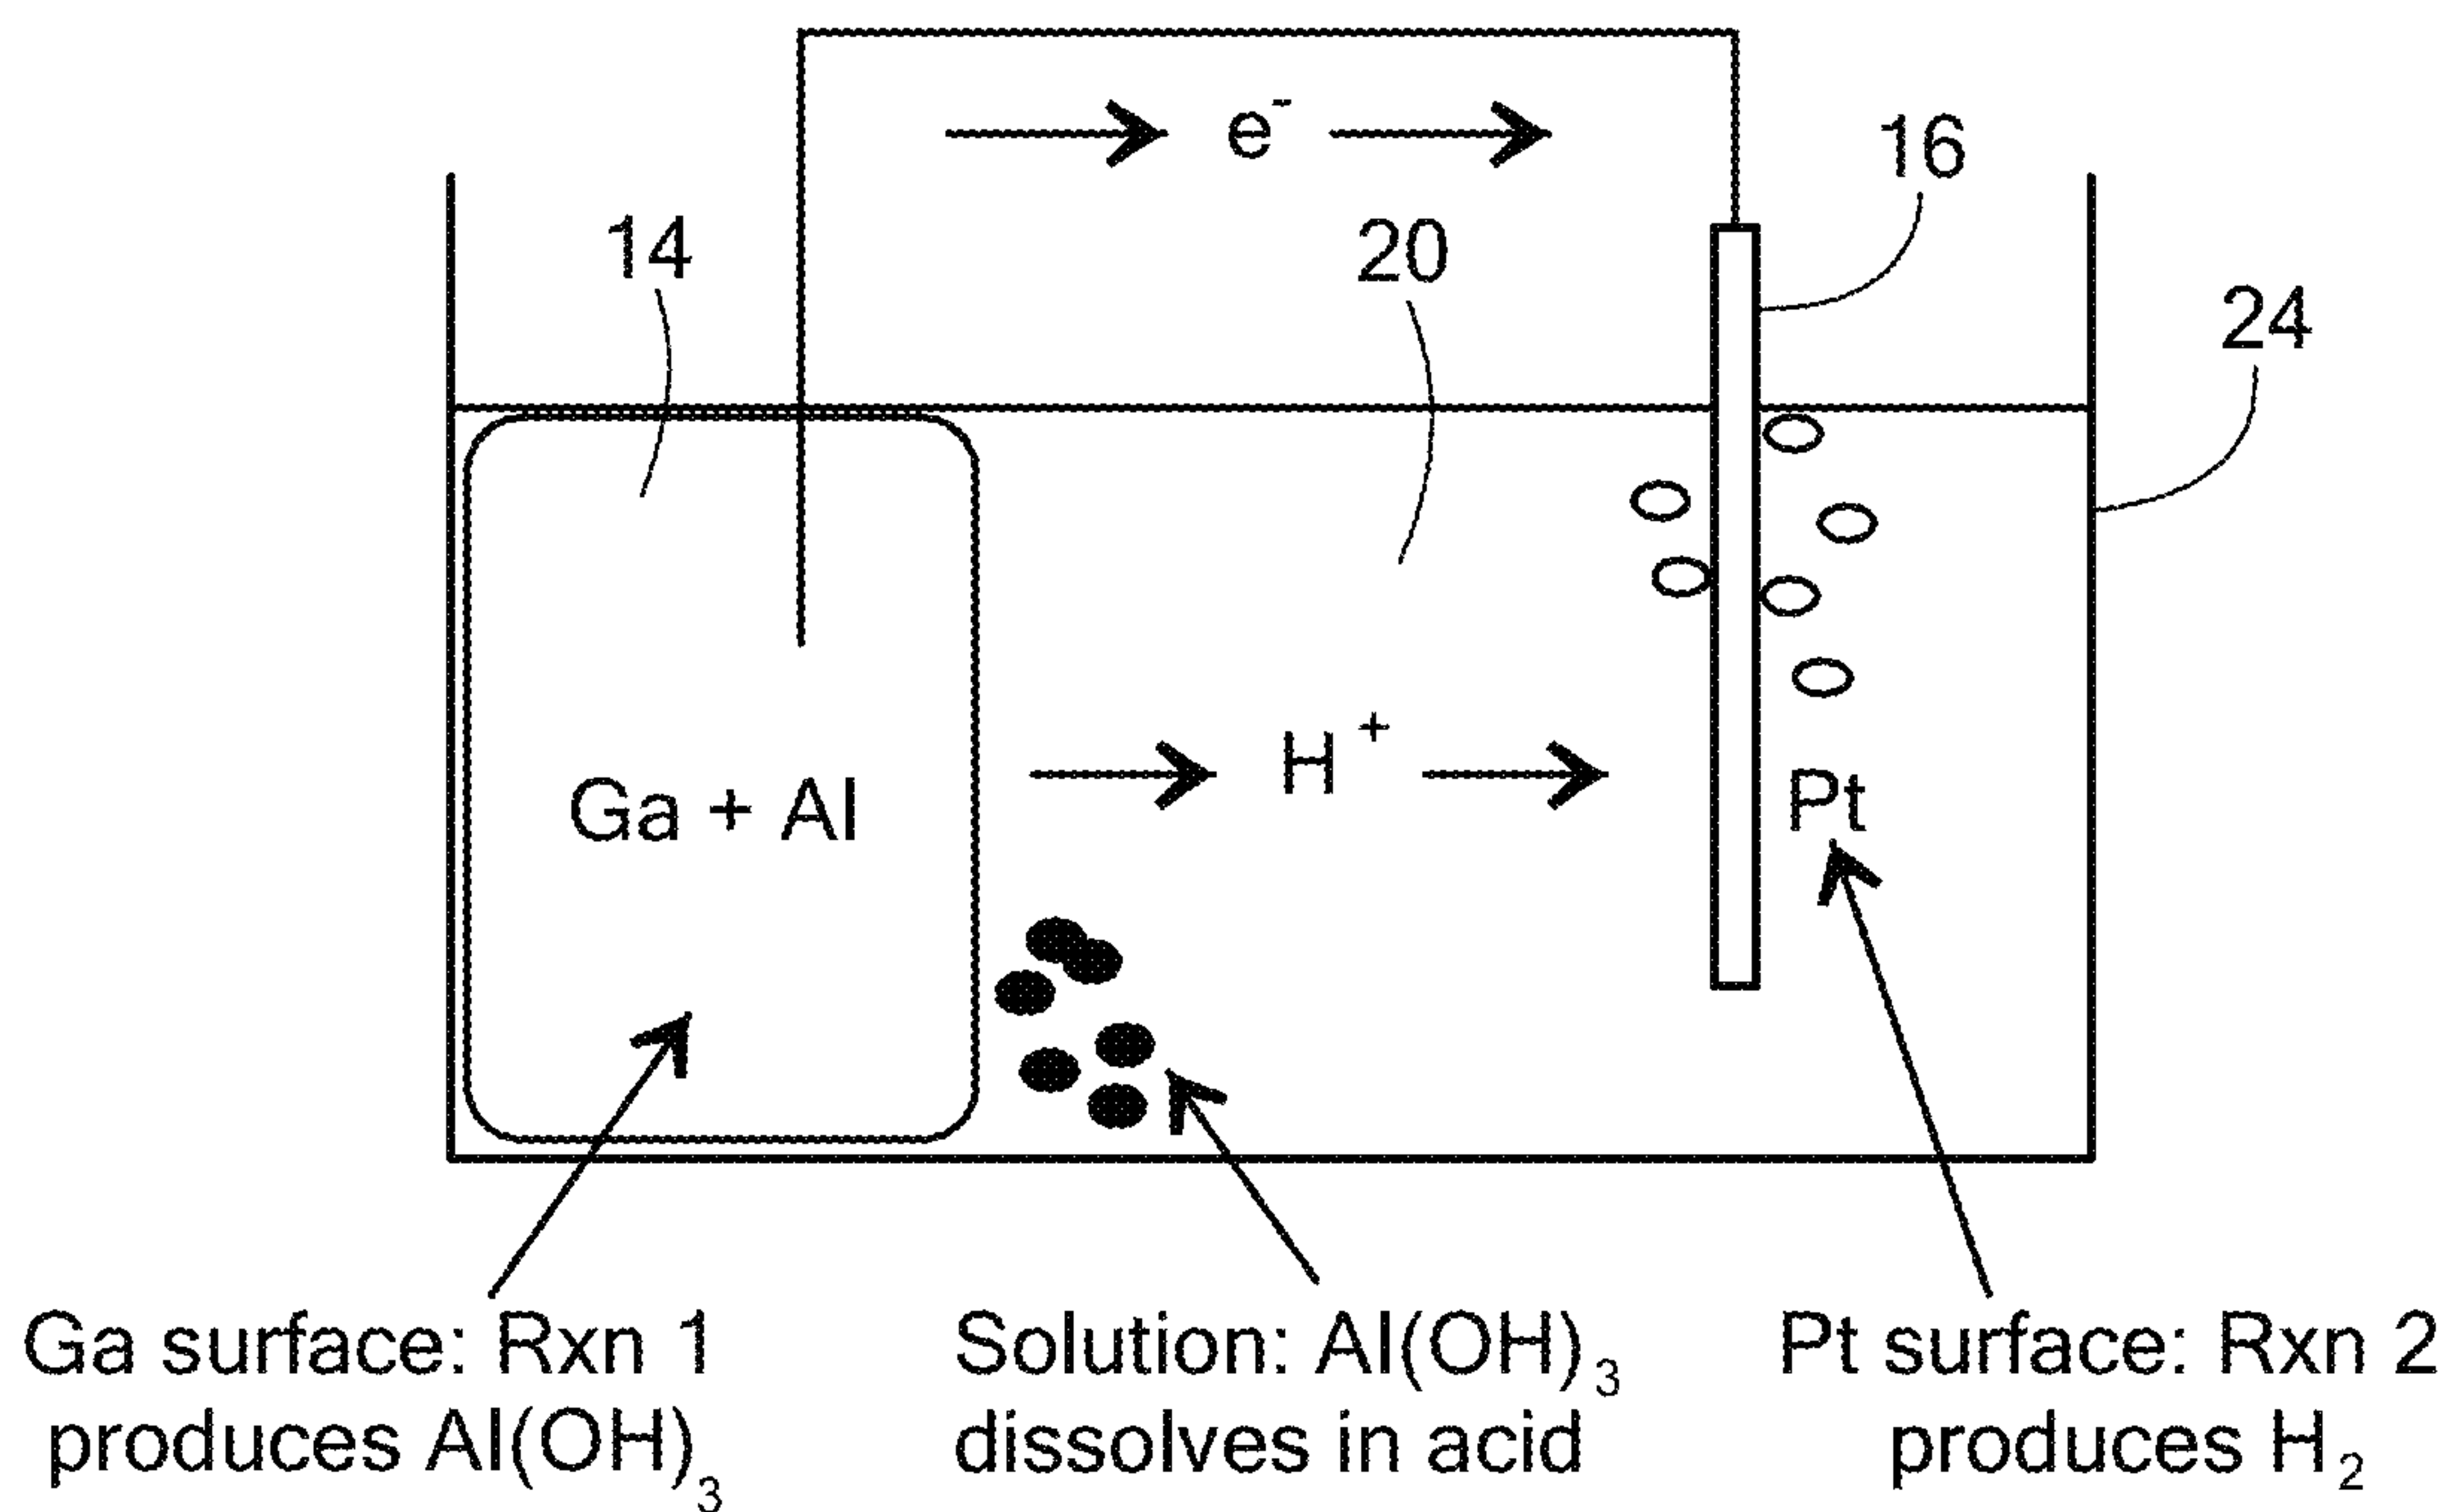 e⁻
16
14
20
24
Ga + Al
H⁺
Pt
Ga surface: Rxn 1
produces Al(OH)₃
Solution: Al(OH)₃
dissolves in acid
Pt surface: Rxn 2
produces H₂